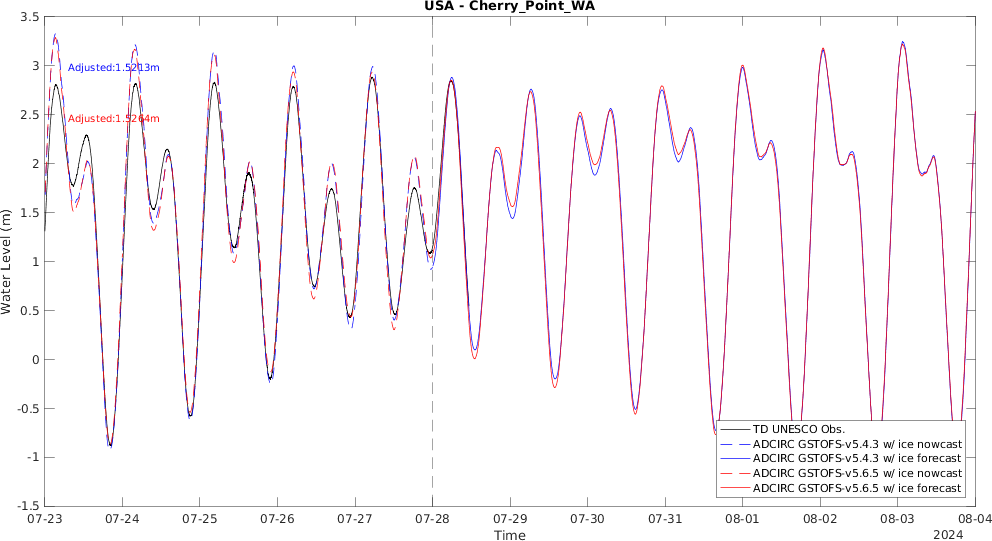 USA - Cherry_Point_WA
3.5
3
2.5
2
1.5
1
0.5
0
-0.5
-1
-1.5
Water Level (m)
Adjusted:1.5213m
Adjusted:1.5264m
TD UNESCO Obs.
ADCIRC GSTOFS-v5.4.3 w/ ice nowcast
ADCIRC GSTOFS-v5.4.3 w/ ice forecast
ADCIRC GSTOFS-v5.6.5 w/ ice nowcast
ADCIRC GSTOFS-v5.6.5 w/ ice forecast
07-23 07-24 07-25 07-26 07-27 07-28 07-29 07-30 07-31 08-01 08-02 08-03 08-04
Time
2024